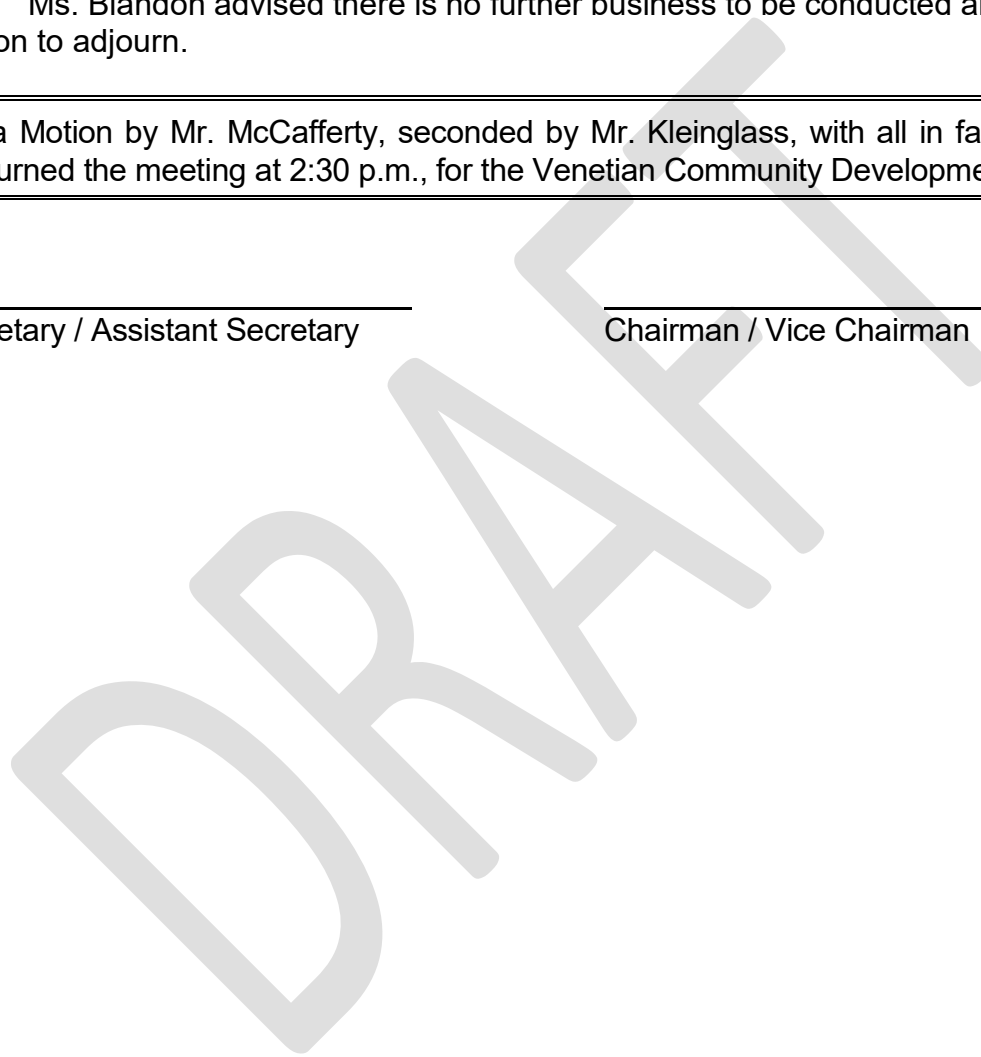 Ms. Blandon advised there is no further business to be conducted
on to adjourn.
a Motion by Mr. McCafferty, seconded by Mr. Kleinglass, with all in fa
urned the meeting at 2:30 p.m., for the Venetian Community Developme
etary / Assistant Secretary
Chairman / Vice Chairman
DRAFT